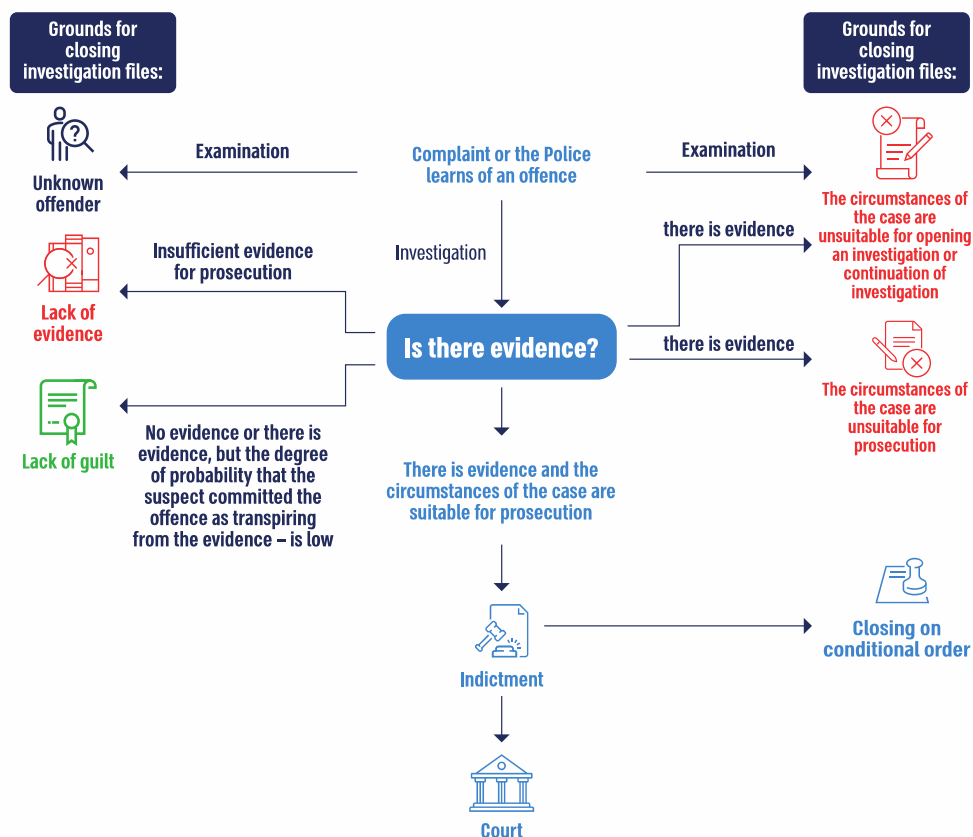 Grounds for
closing
investigation files:
Grounds for
closing
investigation files:
Examination
Complaint or the Police
learns of an offence
Examination
Unknown
offender
The circumstances of
the case are
unsuitable for opening
an investigation or
continuation of
investigation
Insufficient evidence
for prosecution
Investigation
there is evidence
Lack of
evidence
Is there evidence?
there is evidence
The circumstances of
the case are
unsuitable for
prosecution
Lack of guilt
No evidence or there is
evidence, but the degree
of probability that the
suspect committed the
offence as transpiring
from the evidence – is low
There is evidence and the
circumstances of the case are
suitable for prosecution
Indictment
Closing on
conditional order
Court